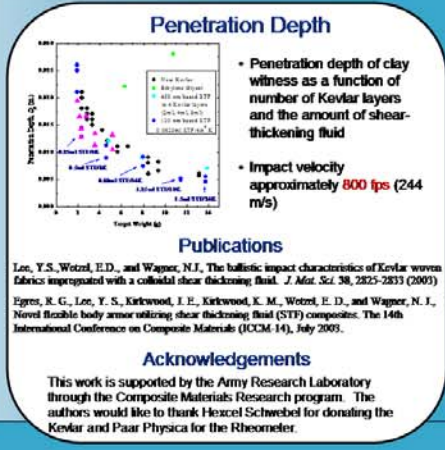 Penetration Depth
Neat Kevlar
Ethylene Glycol
Target Weight (g)
• Penetration depth of clay
witness as a function of
number of Kevlar layers
and the amount of shear-
thickening fluid
• Impact velocity
approximately 800 fps (244
m/s)
Publications
Lee, Y.S., Wetzel, E.D., and Wagner, N.J., The ballistic impact characteristics of Kevlar woven
fabrics impregnated with a colloidal shear thickening fluid. J. Mat. Sci. 38, 2825-2833 (2003)
Egres, R. G., Lee, Y. S., Kirkwood, J. E., Kirkwood, K. M., Wetzel, E. D., and Wagner, N. J.,
Novel flexible body armor utilizing shear thickening fluid (STF) composites. The 14th
International Conference on Composite Materials (ICCM-14), July 2003.
Acknowledgements
This work is supported by the Army Research Laboratory
through the Composite Materials Research program. The
authors would like to thank Hexcel Schwebel for donating the
Kevlar and Paar Physica for the Rheometer.